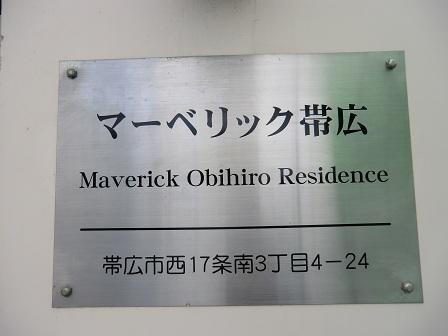 マーベリック帯広
Maverick Obihiro Residence
帯広市西17条南3丁目4-24